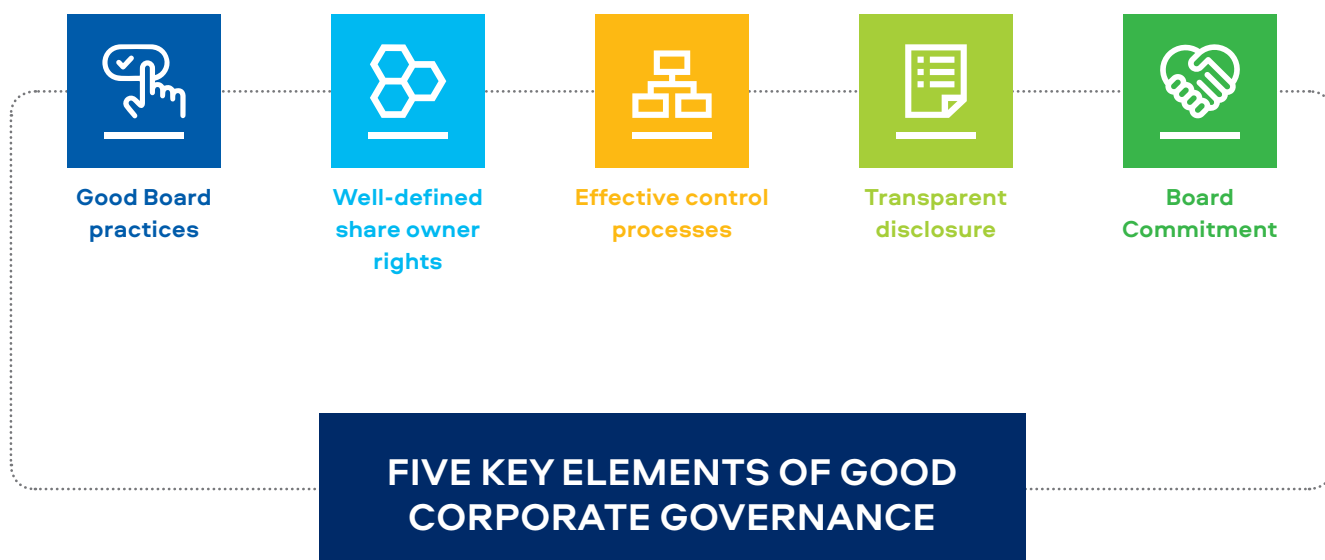 Good Board
practices
Well-defined
share owner
rights
Effective control
processes
Transparent
disclosure
Board
Commitment
FIVE KEY ELEMENTS OF GOOD
CORPORATE GOVERNANCE